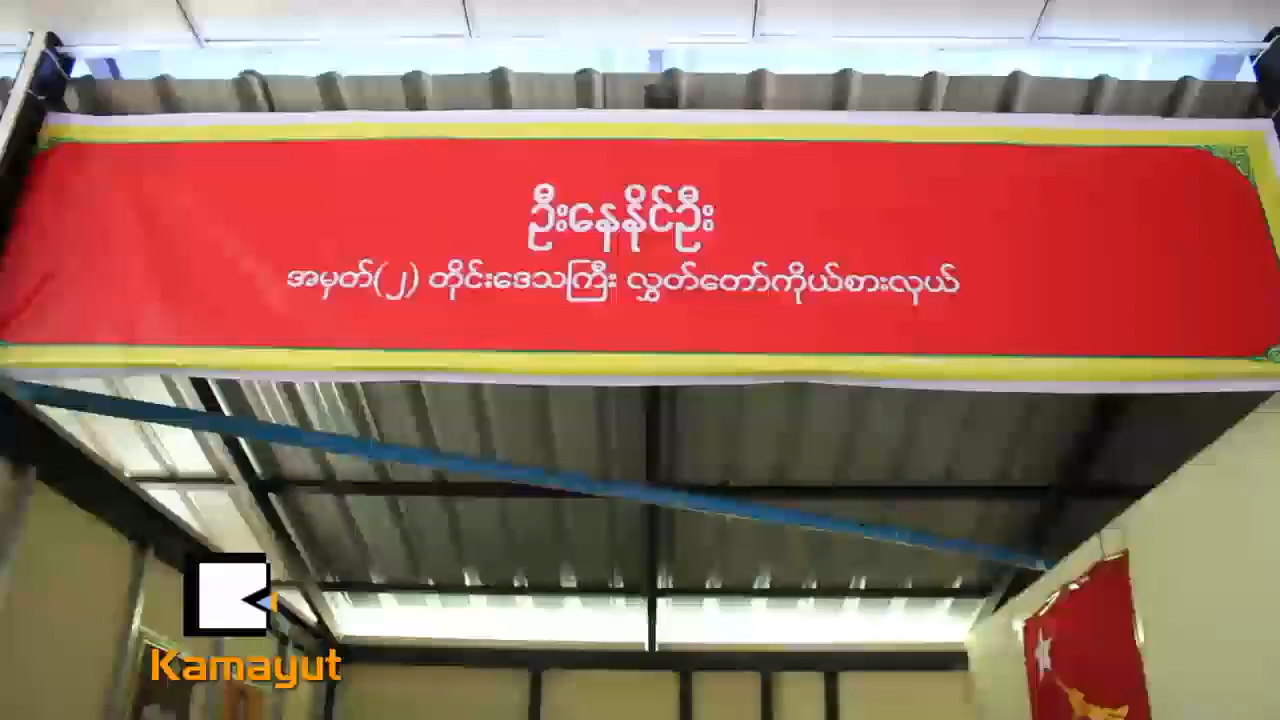 ဦးနေနိုင်ဦး
အမှတ်(၂) တိုင်းဒေသကြီး လွှတ်တော်ကိုယ်စားလှယ်
Kamayut